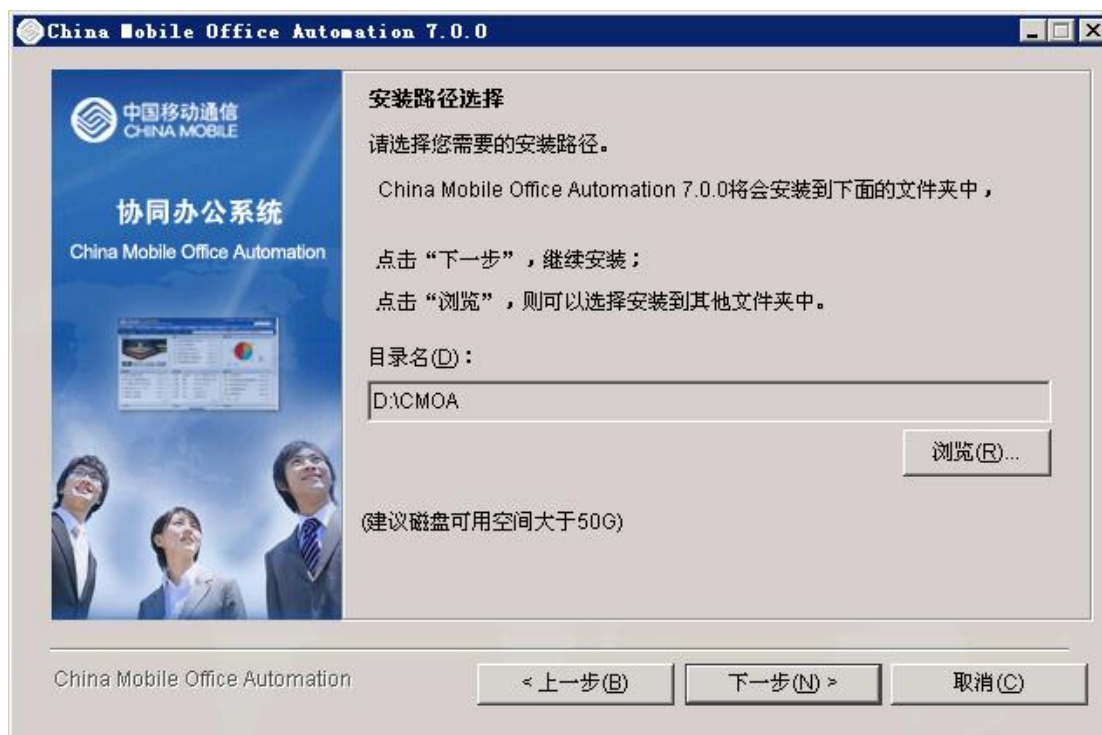 China Mobile Office Automation 7.0.0
中国移动通信
CHINA MOBILE
协同办公系统
China Mobile Office Automation
安装路径选择
请选择您需要的安装路径。
China Mobile Office Automation 7.0.0将会安装到下面的文件夹中，
点击“下一步”，继续安装；
点击“浏览”，则可以选择安装到其他文件夹中。
目录名(D)：
D:\CMOA
浏览(R)...
(建议磁盘可用空间大于50G)
China Mobile Office Automation
<上一步(B)
下一步(N) >
取消(C)